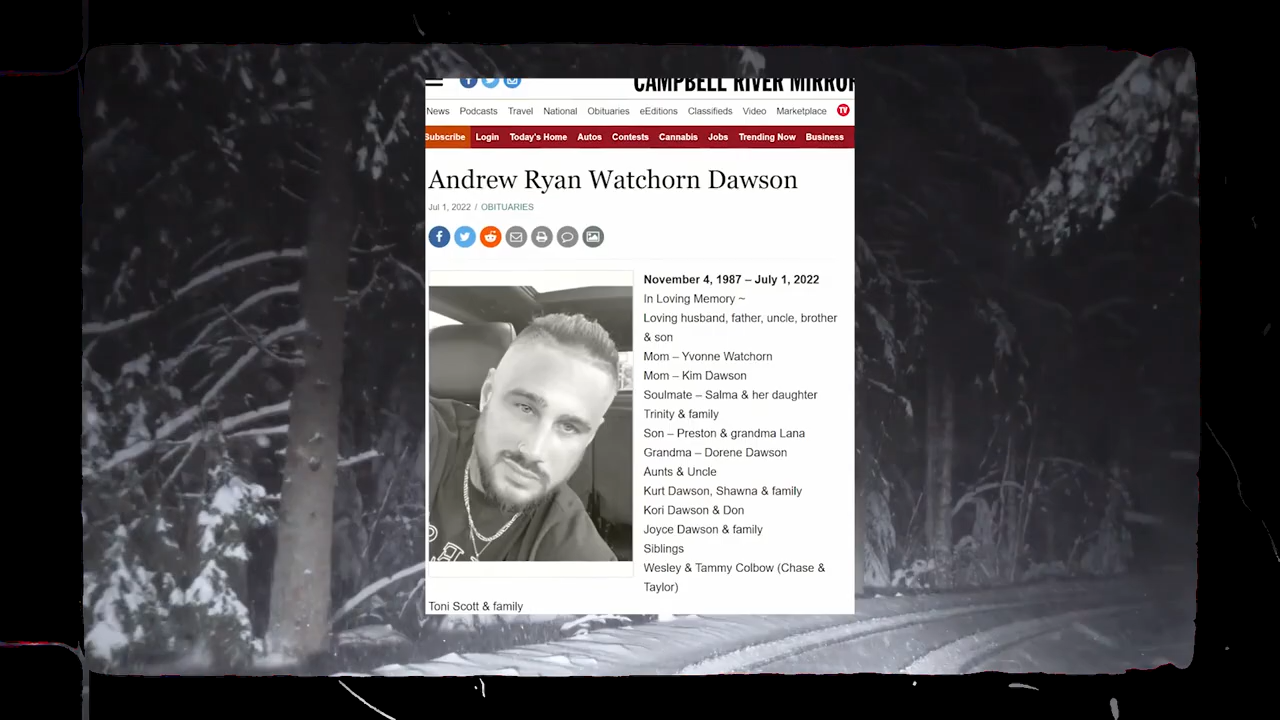 CAMPBELL RIVER MIRROR
News Podcasts Travel National Obituaries eEditions Classifieds Video Marketplace TV
Subscribe Login Today's Home Autos Contests Cannabis Jobs Trending Now Business
Andrew Ryan Watchorn Dawson
Jul 1, 2022 / OBITUARIES
November 4, 1987 – July 1, 2022
In Loving Memory ~
Loving husband, father, uncle, brother
& son
Mom – Yvonne Watchorn
Mom – Kim Dawson
Soulmate – Salma & her daughter
Trinity & family
Son – Preston & grandma Lana
Grandma – Dorene Dawson
Aunts & Uncle
Kurt Dawson, Shawna & family
Kori Dawson & Don
Joyce Dawson & family
Siblings
Wesley & Tammy Colbow (Chase &
Taylor)
Toni Scott & family